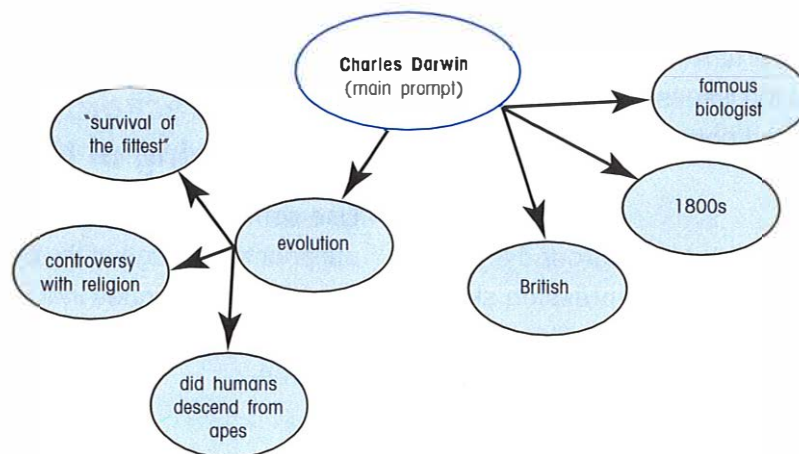 Charles Darwin
(main prompt)
famous
biologist
"survival of
the fittest"
1800s
evolution
controversy
with religion
British
did humans
descend from
apes